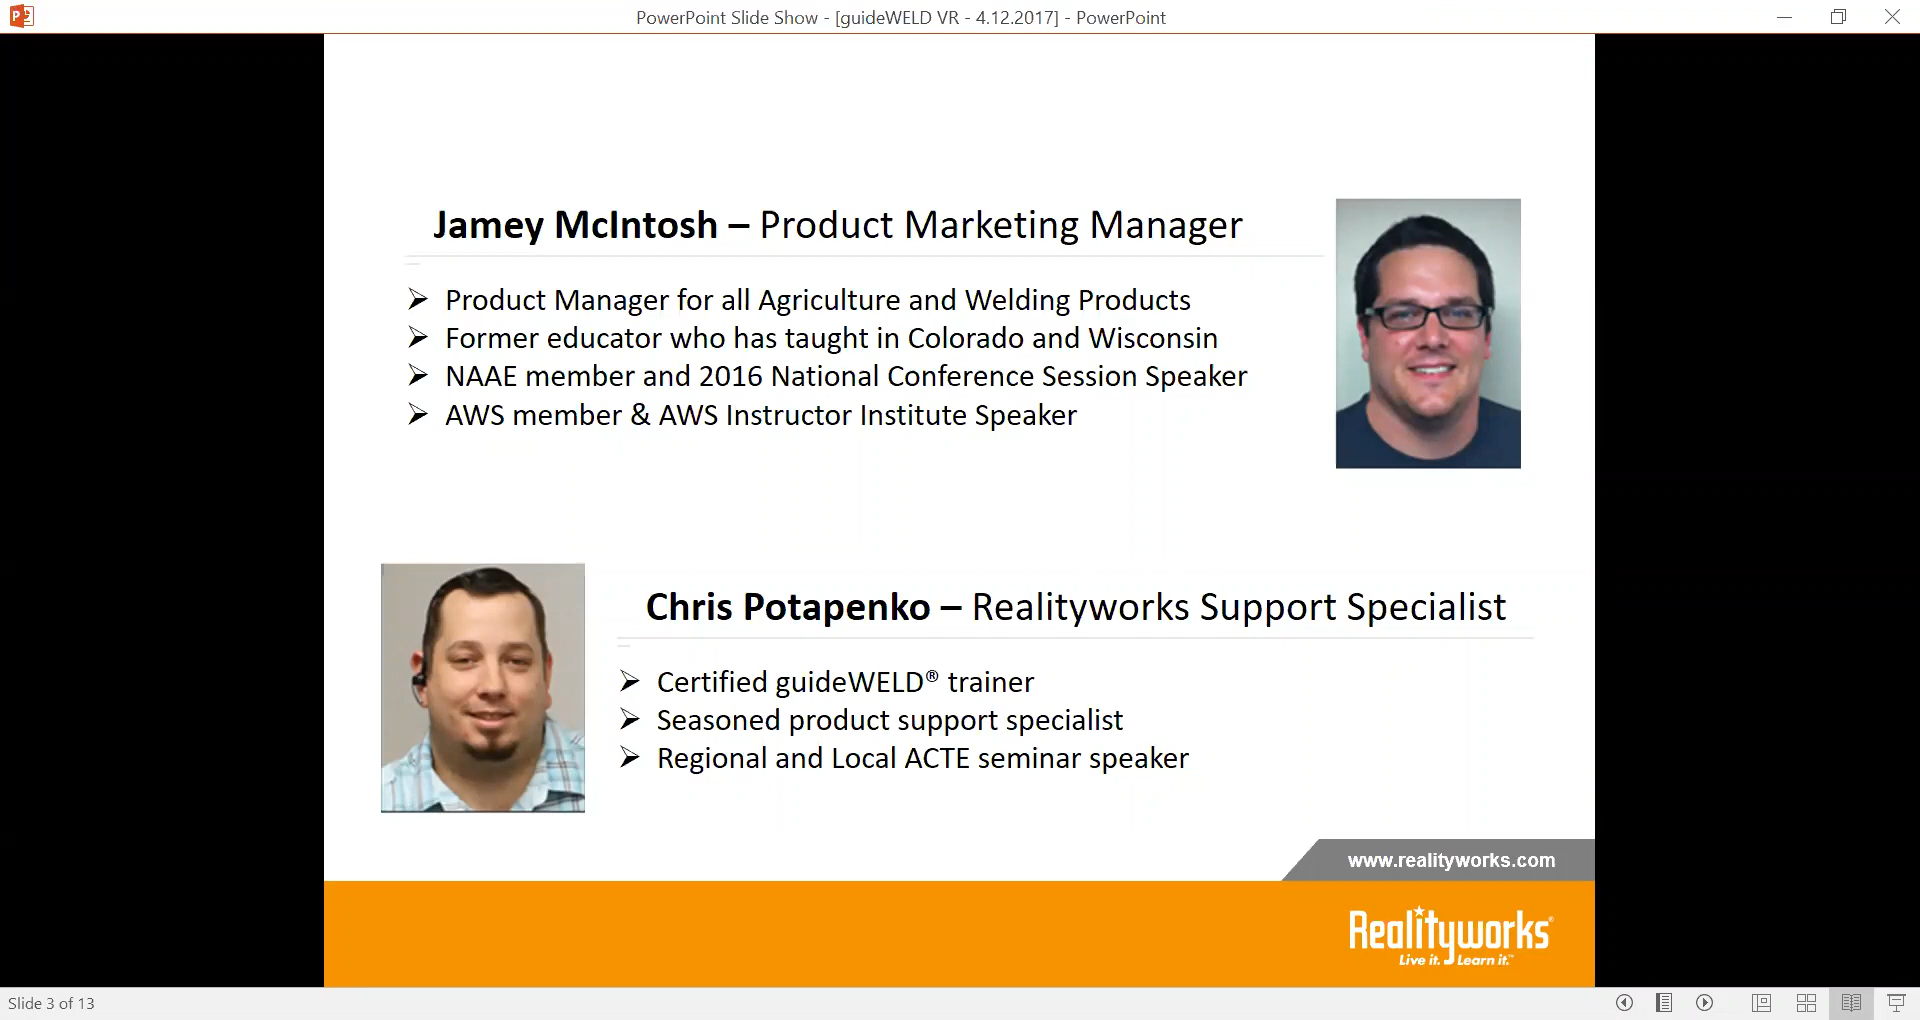 PowerPoint Slide Show - [guideWELD VR - 4.12.2017] - PowerPoint
Jamey McIntosh – Product Marketing Manager
➢ Product Manager for all Agriculture and Welding Products
➢ Former educator who has taught in Colorado and Wisconsin
➢ NAAE member and 2016 National Conference Session Speaker
➢ AWS member & AWS Instructor Institute Speaker
Chris Potapenko – Realityworks Support Specialist
➢ Certified guideWELD® trainer
➢ Seasoned product support specialist
➢ Regional and Local ACTE seminar speaker
www.realityworks.com
Realityworks®
Live it. Learn it.™
Slide 3 of 13